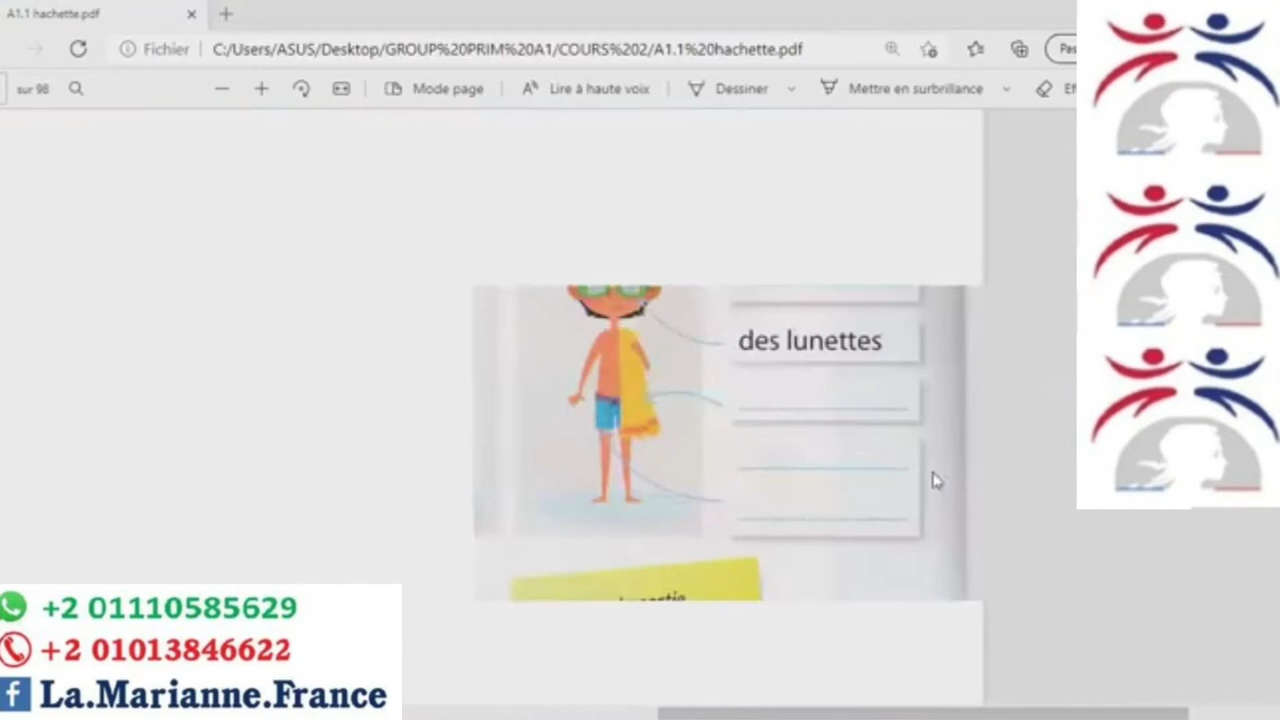 A1.1 hachette.pdf
Fichier
C:/Users/ASUS/Desktop/GROUP%20PRIM%20A1/COURS%202/A1.1%20hachette.pdf
sur 98
Mode page
Lire à haute voix
Dessiner
Mettre en surbrillance
des lunettes
+2 01110585629
+2 01013846622
La.Marianne.France